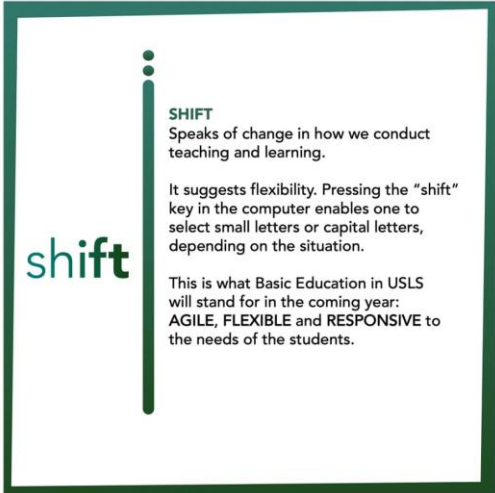 shift
SHIFT
Speaks of change in how we conduct
teaching and learning.
It suggests flexibility. Pressing the “shift”
key in the computer enables one to
select small letters or capital letters,
depending on the situation.
This is what Basic Education in USLS
will stand for in the coming year:
AGILE, FLEXIBLE and RESPONSIVE to
the needs of the students.